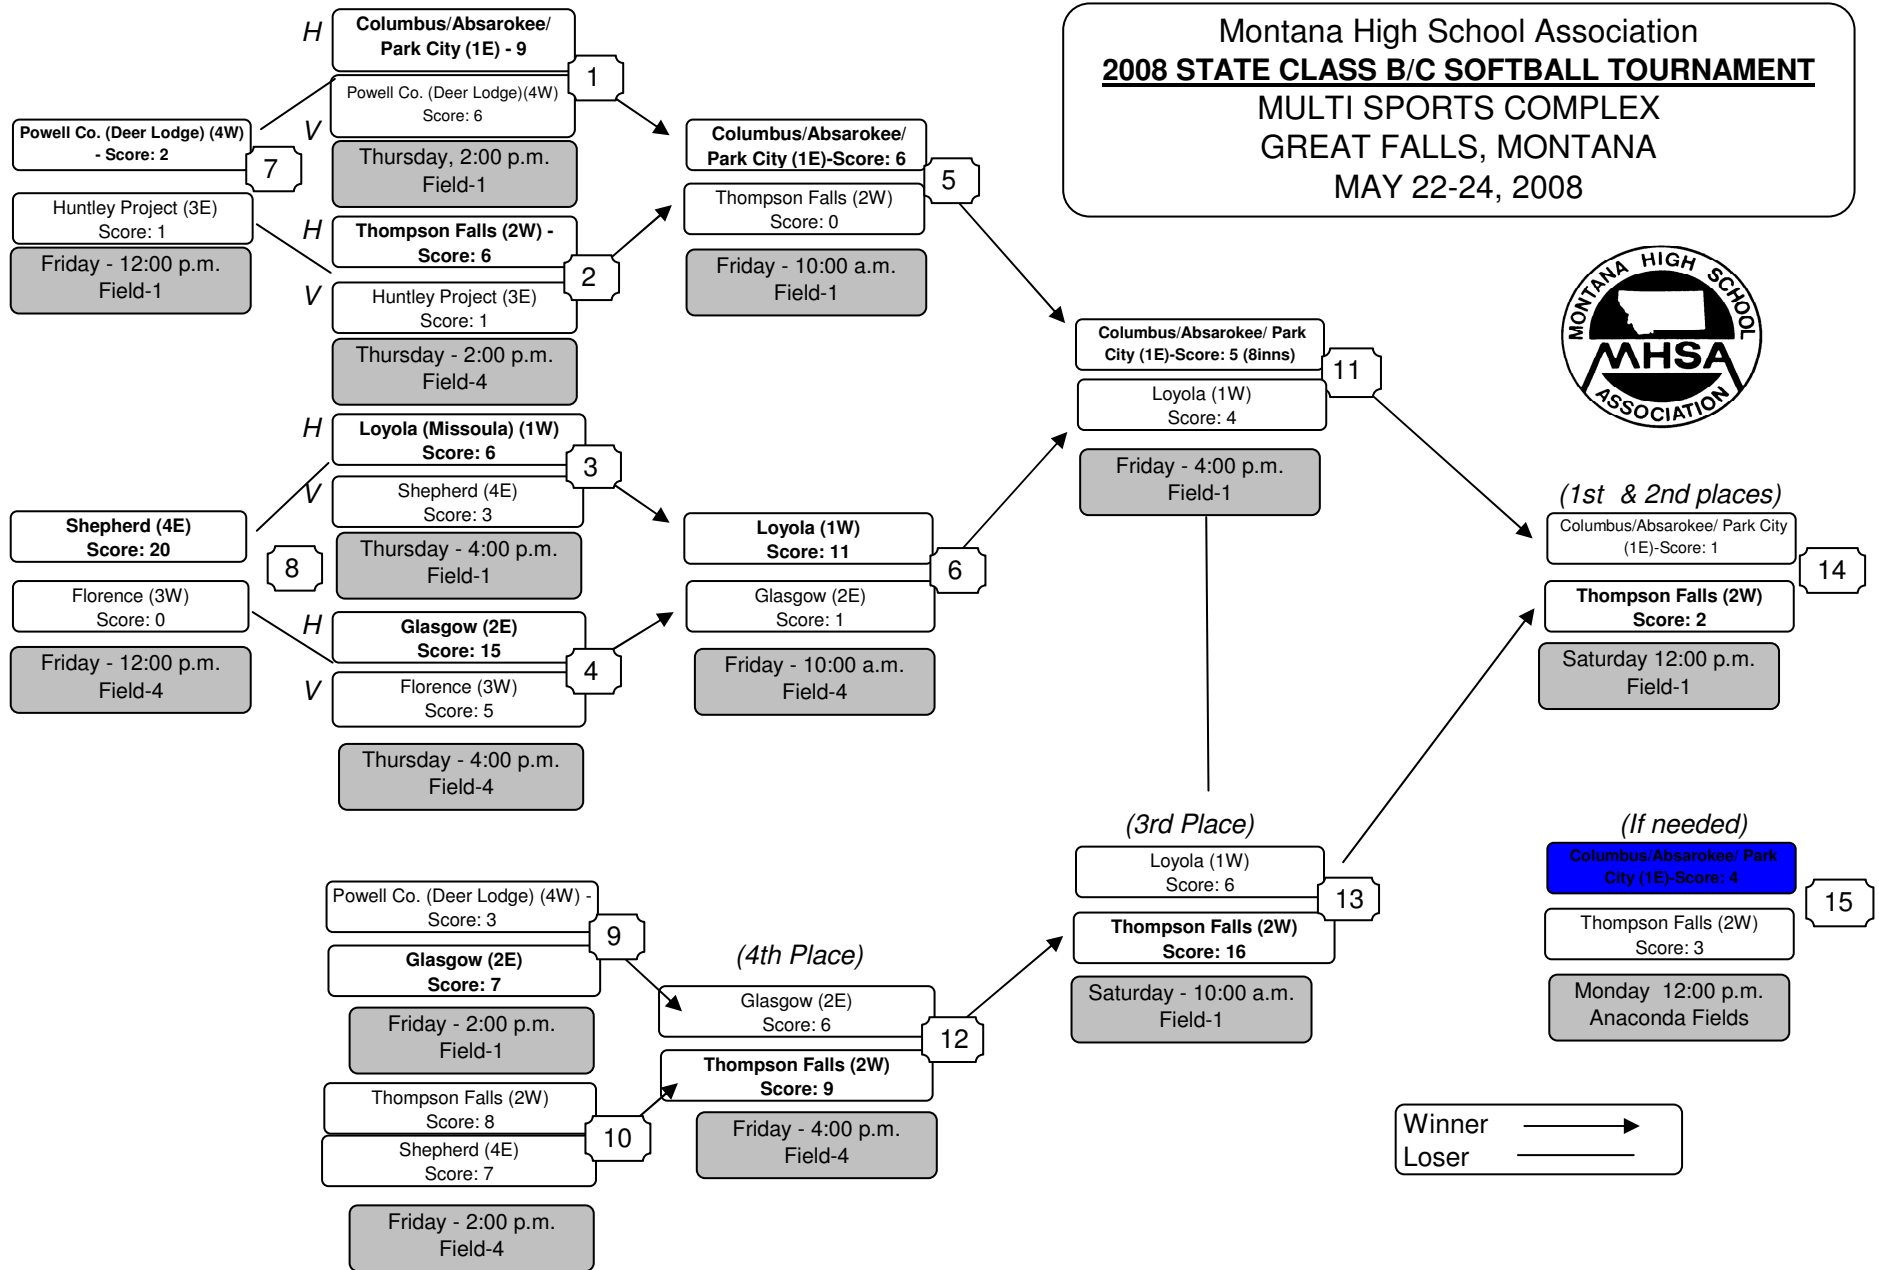 Montana High School Association
2008 STATE CLASS B/C SOFTBALL TOURNAMENT
MULTI SPORTS COMPLEX
GREAT FALLS, MONTANA
MAY 22-24, 2008
MONTANA HIGH SCHOOL
MHSA
ASSOCIATION
Powell Co. (Deer Lodge) (4W)
- Score: 2
7
Huntley Project (3E)
Score: 1
Friday - 12:00 p.m.
Field-1
Shepherd (4E)
Score: 20
8
Florence (3W)
Score: 0
Friday - 12:00 p.m.
Field-4
H
Columbus/Absarokee/
Park City (1E) - 9
1
V
Powell Co. (Deer Lodge)(4W)
Score: 6
Thursday, 2:00 p.m.
Field-1
H
Thompson Falls (2W) -
Score: 6
2
V
Huntley Project (3E)
Score: 1
Thursday - 2:00 p.m.
Field-4
H
Loyola (Missoula) (1W)
Score: 6
3
V
Shepherd (4E)
Score: 3
Thursday - 4:00 p.m.
Field-1
H
Glasgow (2E)
Score: 15
4
V
Florence (3W)
Score: 5
Thursday - 4:00 p.m.
Field-4
Columbus/Absarokee/
Park City (1E)-Score: 6
5
Thompson Falls (2W)
Score: 0
Friday - 10:00 a.m.
Field-1
Loyola (1W)
Score: 11
6
Glasgow (2E)
Score: 1
Friday - 10:00 a.m.
Field-4
Columbus/Absarokee/ Park
City (1E)-Score: 5 (8inns)
11
Loyola (1W)
Score: 4
Friday - 4:00 p.m.
Field-1
(1st & 2nd places)
Columbus/Absarokee/ Park City
(1E)-Score: 1
14
Thompson Falls (2W)
Score: 2
Saturday 12:00 p.m.
Field-1
Powell Co. (Deer Lodge) (4W) -
Score: 3
9
Glasgow (2E)
Score: 7
Friday - 2:00 p.m.
Field-1
Thompson Falls (2W)
Score: 8
10
Shepherd (4E)
Score: 7
Friday - 2:00 p.m.
Field-4
(4th Place)
Glasgow (2E)
Score: 6
12
Thompson Falls (2W)
Score: 9
Friday - 4:00 p.m.
Field-4
(3rd Place)
Loyola (1W)
Score: 6
13
Thompson Falls (2W)
Score: 16
Saturday - 10:00 a.m.
Field-1
(If needed)
Columbus/Absarokee/ Park
City (1E)-Score: 4
15
Thompson Falls (2W)
Score: 3
Monday 12:00 p.m.
Anaconda Fields
Winner
Loser